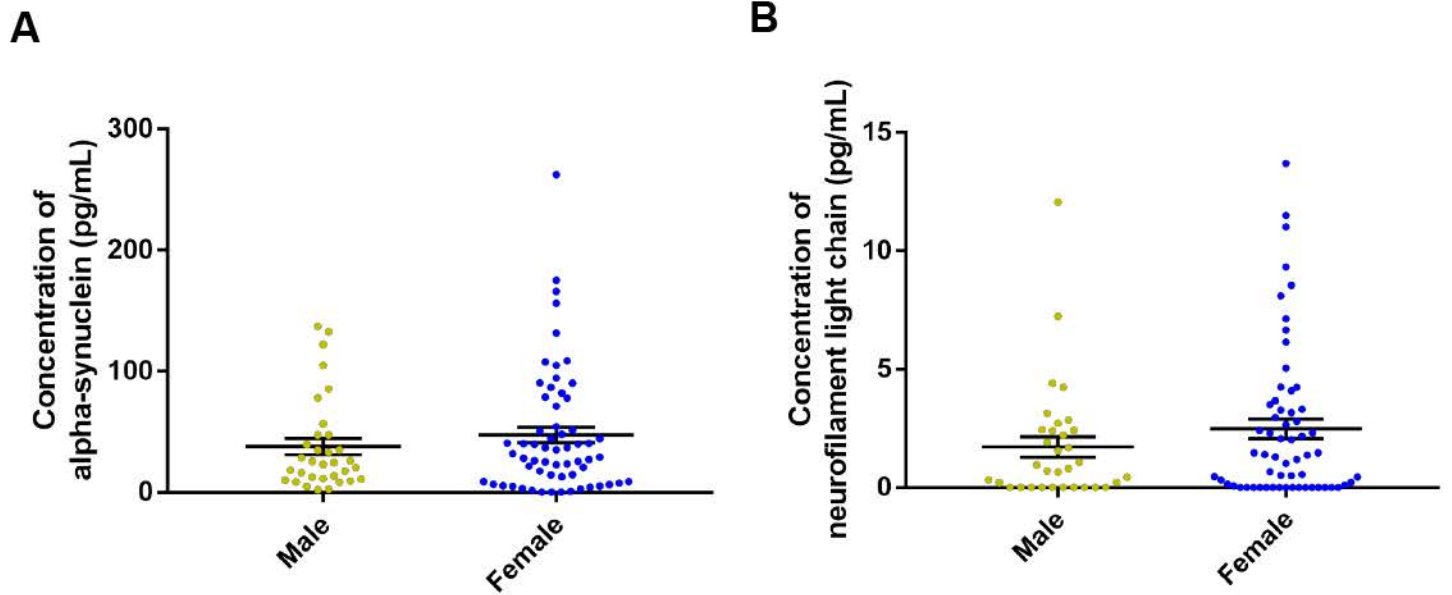 A
Concentration of
alpha-synuclein (pg/mL)
300
200
100
0
Male
Female
B
Concentration of
neurofilament light chain (pg/mL)
15
10
5
0
Male
Female